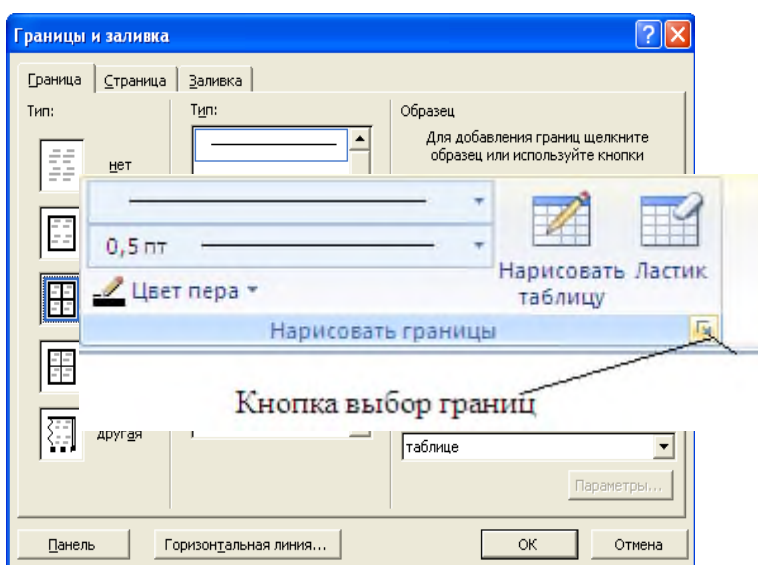 Границы и заливка
Граница Страница Заливка
Тип:
Тип:
Образец
Для добавления границ щелкните
образец или используйте кнопки
нет
0,5 пт
Цвет пера
Нарисовать
таблицу
Ластик
Нарисовать границы
Кнопка выбор границ
другая
таблице
Параметры...
Панель
Горизонтальная линия...
ОК
Отмена